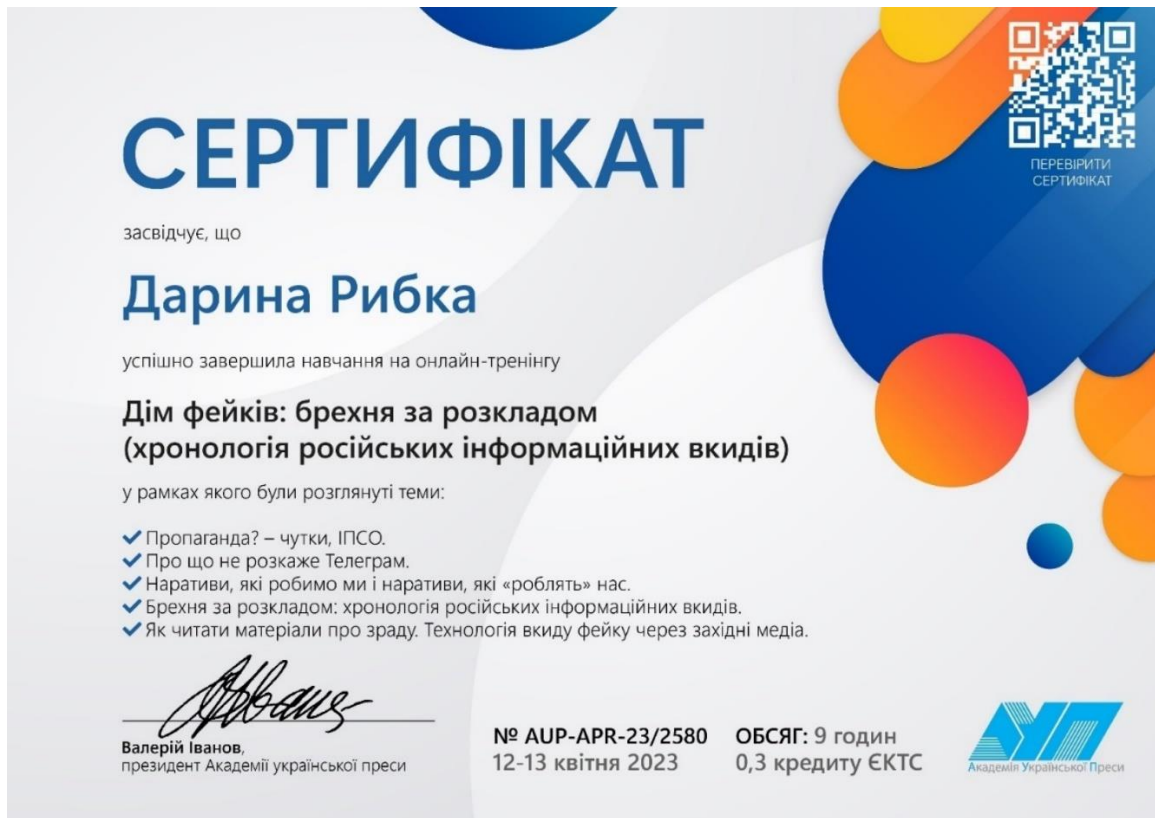 ПЕРЕВІРИТИ
СЕРТИФІКАТ
СЕРТИФІКАТ
засвідчує, що
Дарина Рибка
успішно завершила навчання на онлайн-тренінгу
Дім фейків: брехня за розкладом
(хронологія російських інформаційних вкидів)
у рамках якого були розглянуті теми:
Пропаганда? – чутки, ІПСО.
Про що не розкаже Телеграм.
Наративи, які робимо ми і наративи, які «роблять» нас.
Брехня за розкладом: хронологія російських інформаційних вкидів.
Як читати матеріали про зраду. Технологія вкиду фейку через західні медіа.
Валерій Іванов,
президент Академії української преси
№ AUP-APR-23/2580
12-13 квітня 2023
ОБСЯГ: 9 годин
0,3 кредиту ЄКТС
АУП
Академія Української Преси